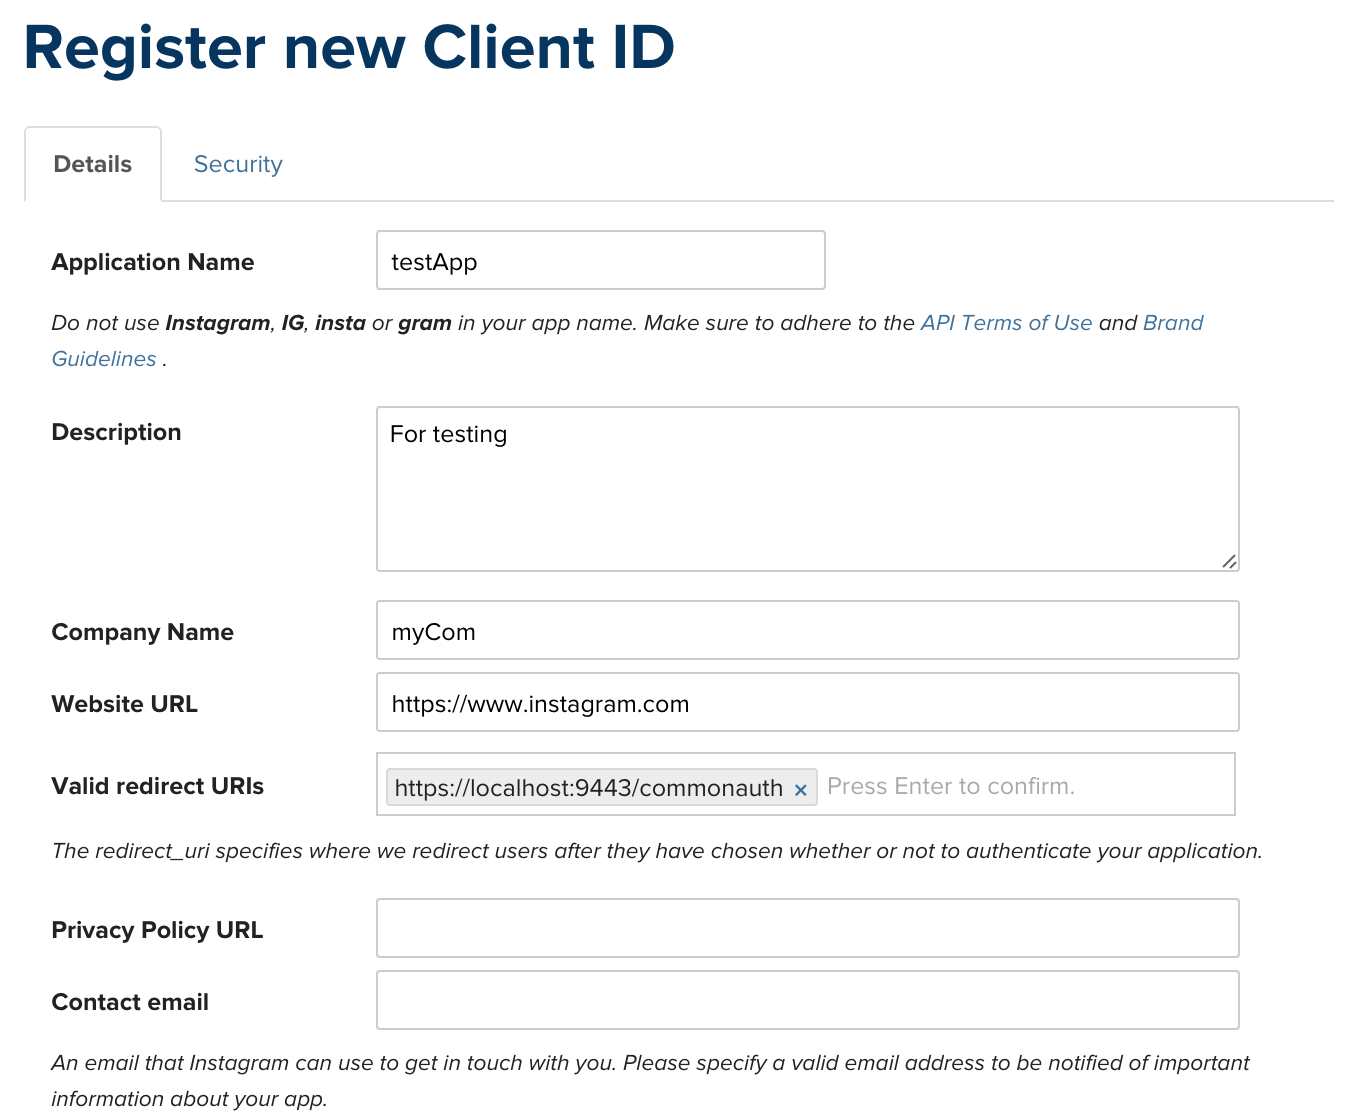 Register new Client ID
Details
Security
Application Name
testApp
Do not use Instagram, IG, insta or gram in your app name. Make sure to adhere to the API Terms of Use and Brand
Guidelines .
Description
For testing
Company Name
myCom
Website URL
https://www.instagram.com
Valid redirect URIs
https://localhost:9443/commonauth × Press Enter to confirm.
The redirect_uri specifies where we redirect users after they have chosen whether or not to authenticate your application.
Privacy Policy URL
Contact email
An email that Instagram can use to get in touch with you. Please specify a valid email address to be notified of important
information about your app.